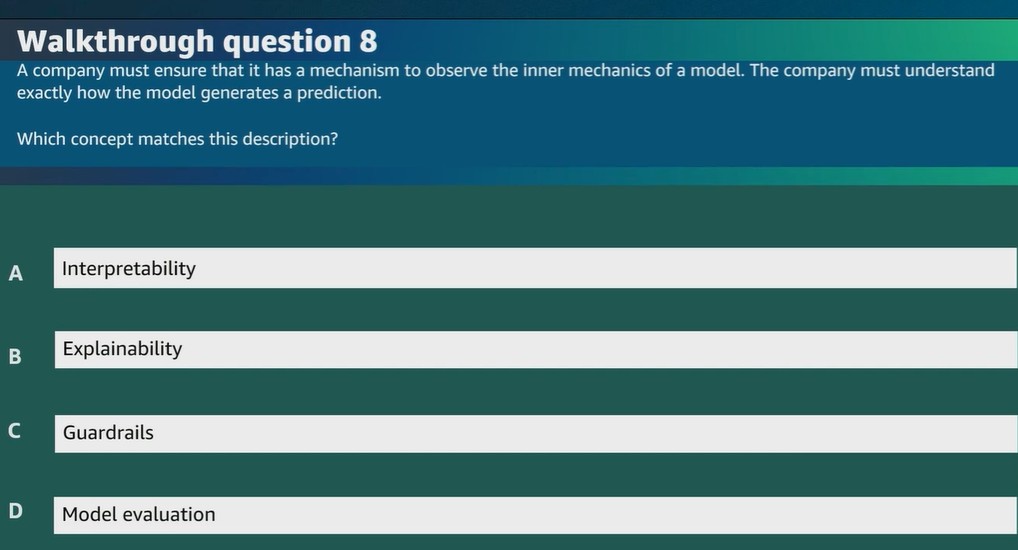 Walkthrough question 8
A company must ensure that it has a mechanism to observe the inner mechanics of a model. The company must understand
exactly how the model generates a prediction.
Which concept matches this description?
A Interpretability
B Explainability
C Guardrails
D Model evaluation